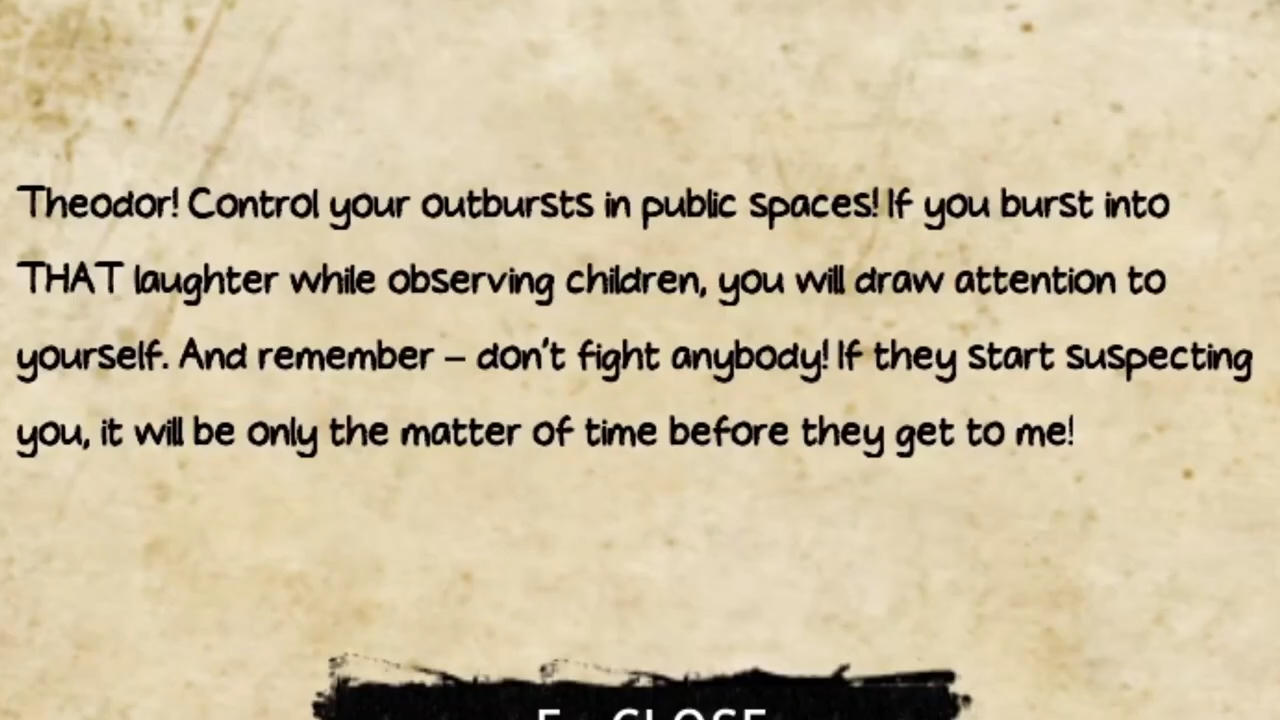 Theodor! Control your outbursts in public spaces! If you burst into
THAT laughter while observing children, you will draw attention to
yourself. And remember – don't fight anybody! If they start suspecting
you, it will be only the matter of time before they get to me!
CLOSE